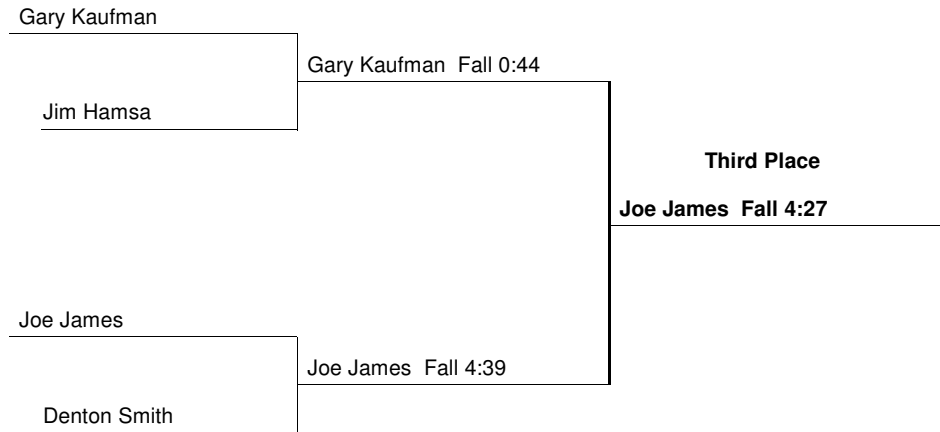 Gary Kaufman
Gary Kaufman Fall 0:44
Jim Hamsa
Third Place
Joe James Fall 4:27
Joe James
Joe James Fall 4:39
Denton Smith